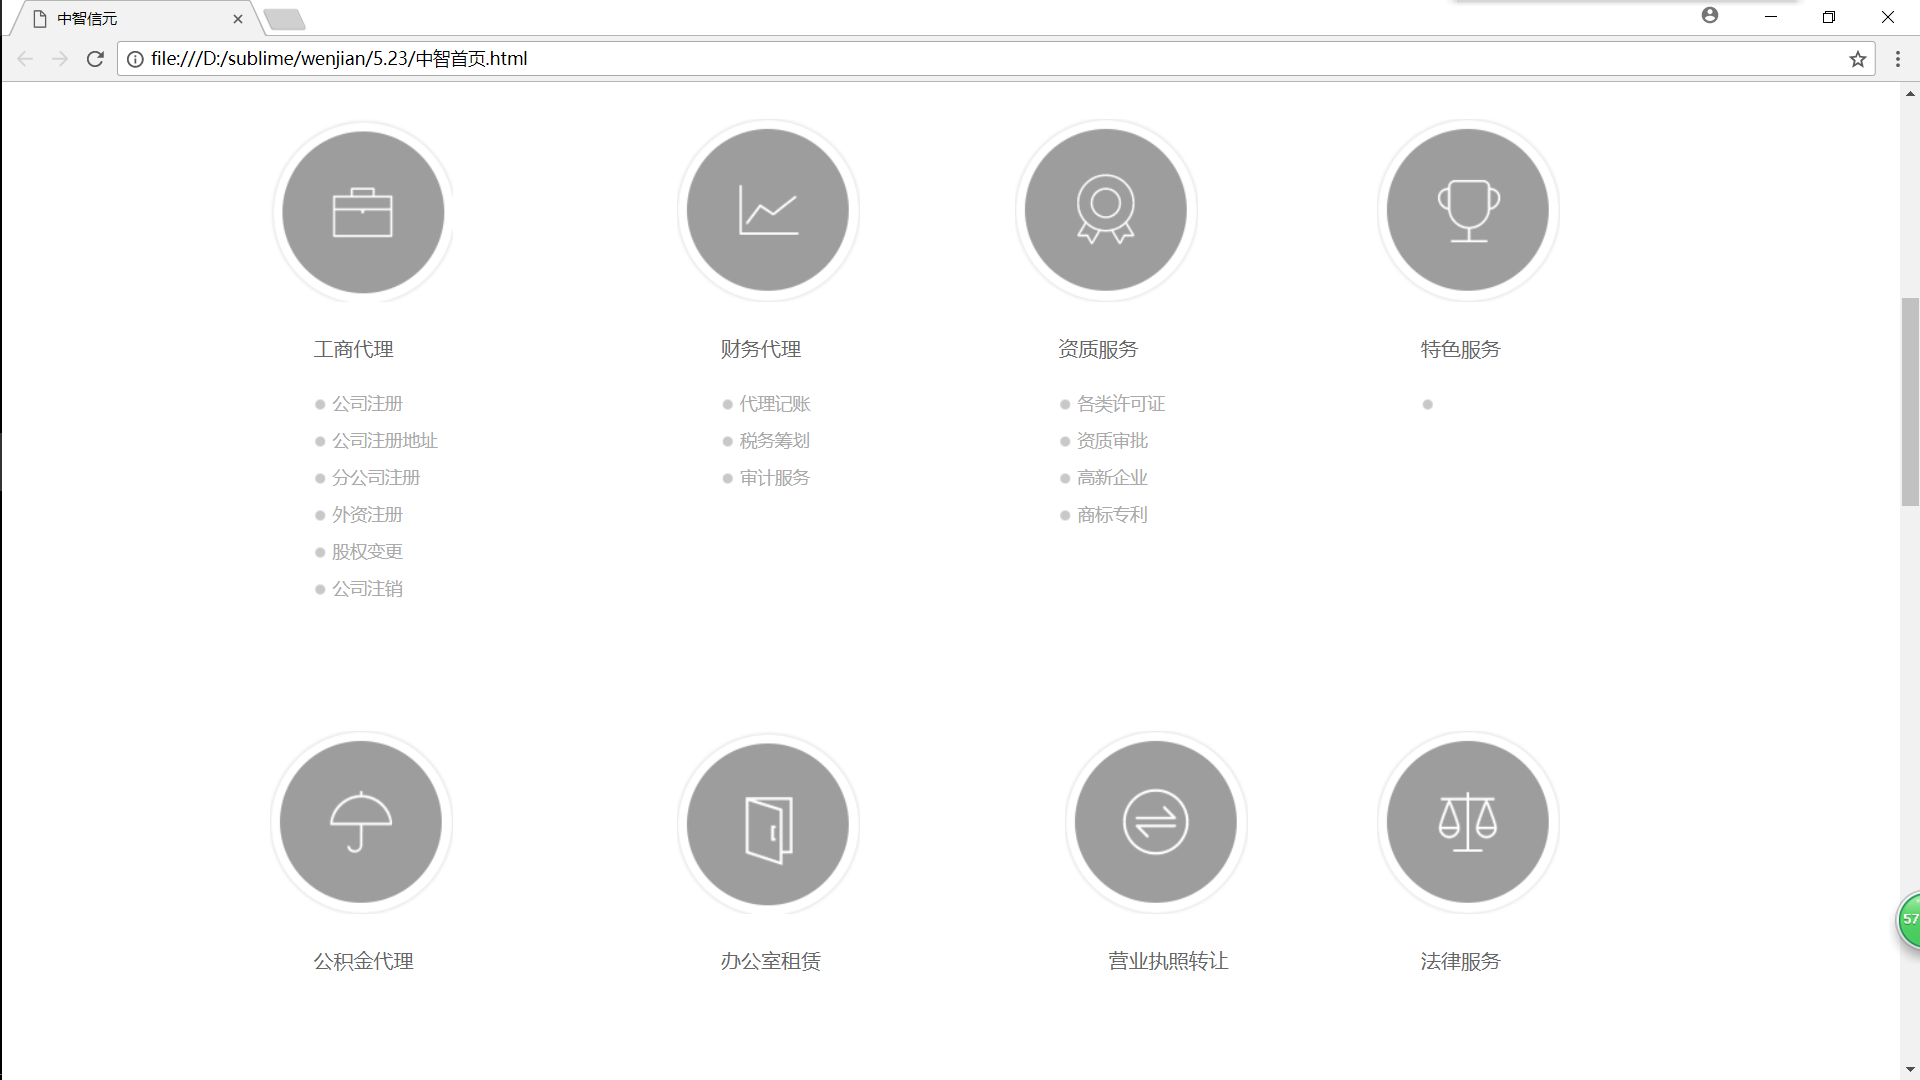 中智信元
file:///D:/sublime/wenjian/5.23/中智首页.html
工商代理
公司注册
公司注册地址
分公司注册
外资注册
股权变更
公司注销
财务代理
代理记账
税务筹划
审计服务
资质服务
各类许可证
资质审批
高新企业
商标专利
特色服务
公积金代理
办公室租赁
营业执照转让
法律服务
57